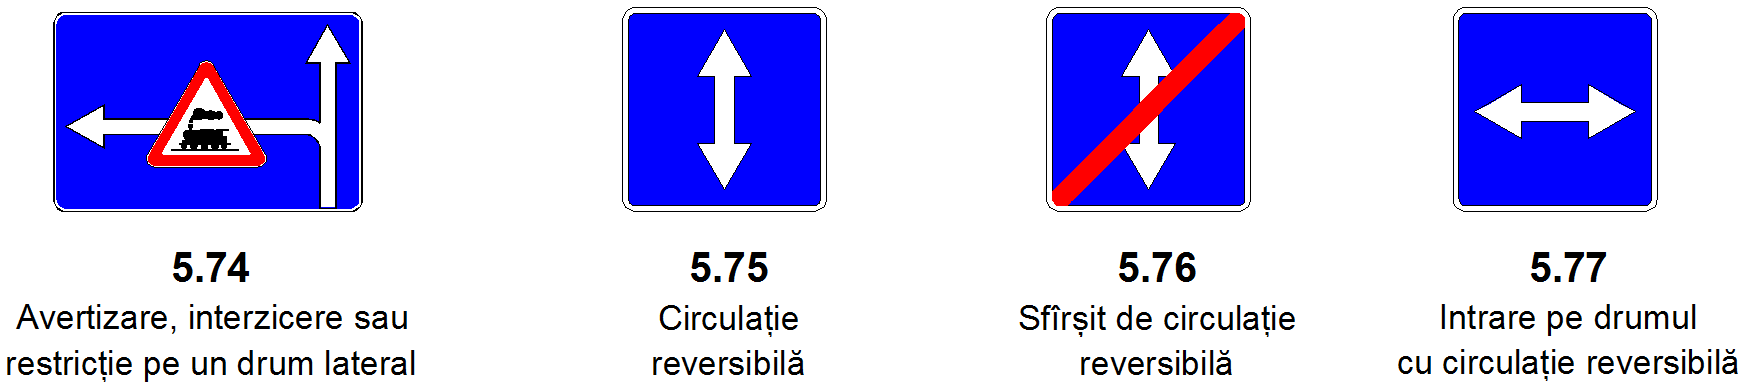 5.74
Avertizare, interzicere sau
restricție pe un drum lateral
5.75
Circulație
reversibilă
5.76
Sfîrșit de circulație
reversibilă
5.77
Intrare pe drumul
cu circulație reversibilă